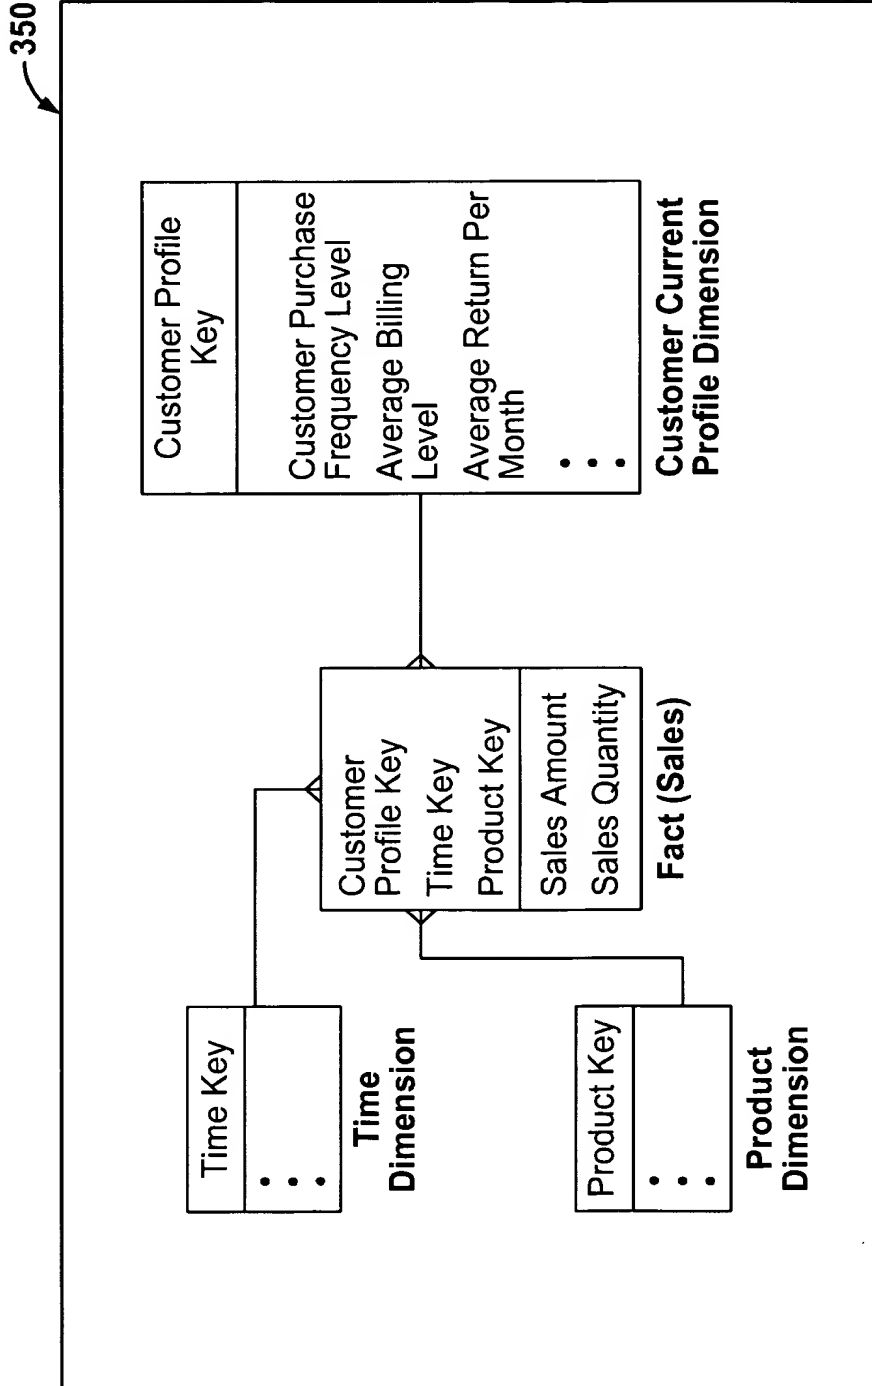 350
Time Key
Time
Dimension
Product Key
Product
Dimension
Customer
Profile Key
Time Key
Product Key
Sales Amount
Sales Quantity
Fact (Sales)
Customer Profile
Key
Customer Purchase
Frequency Level
Average Billing
Level
Average Return Per
Month
Customer Current
Profile Dimension